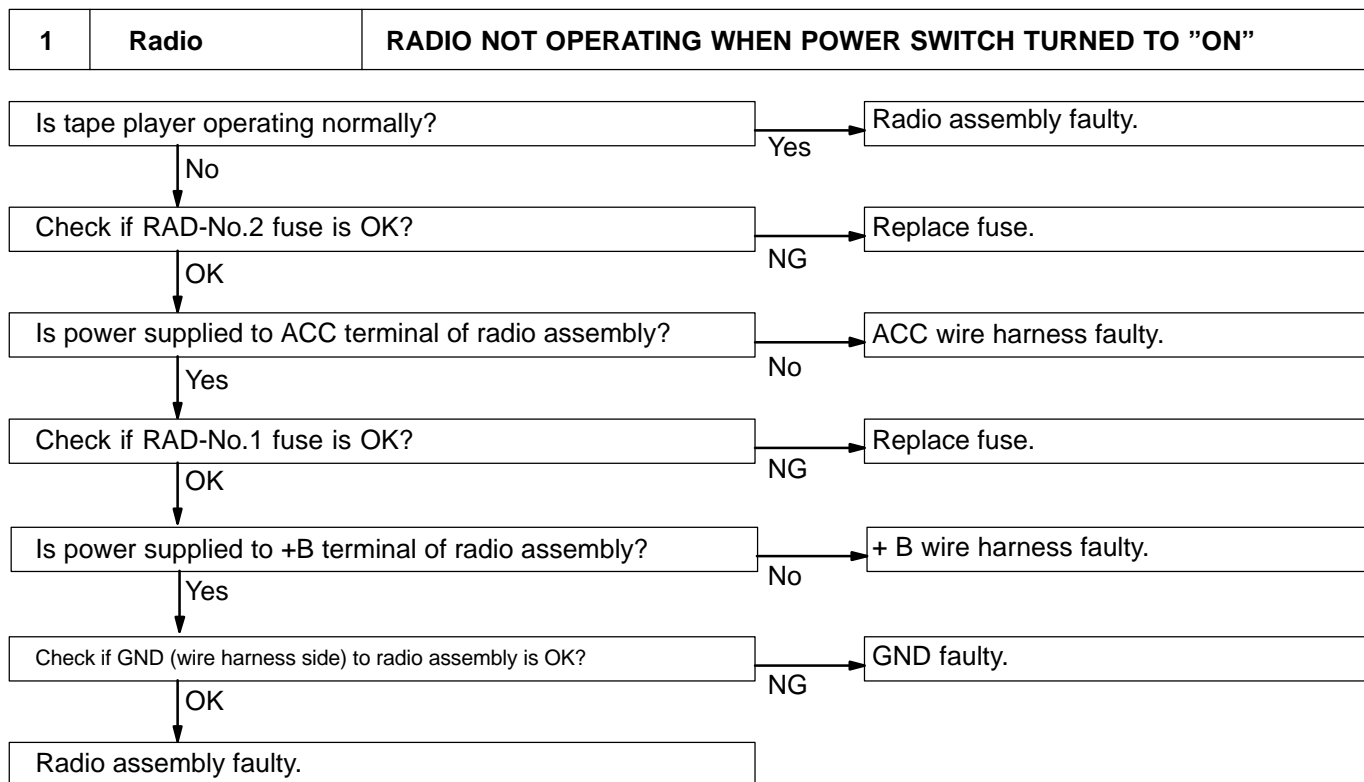 1 Radio RADIO NOT OPERATING WHEN POWER SWITCH TURNED TO ”ON”
Is tape player operating normally?
Yes
Radio assembly faulty.
No
Check if RAD-No.2 fuse is OK?
NG
Replace fuse.
OK
Is power supplied to ACC terminal of radio assembly?
No
ACC wire harness faulty.
Yes
Check if RAD-No.1 fuse is OK?
NG
Replace fuse.
OK
Is power supplied to +B terminal of radio assembly?
No
+ B wire harness faulty.
Yes
Check if GND (wire harness side) to radio assembly is OK?
NG
GND faulty.
OK
Radio assembly faulty.